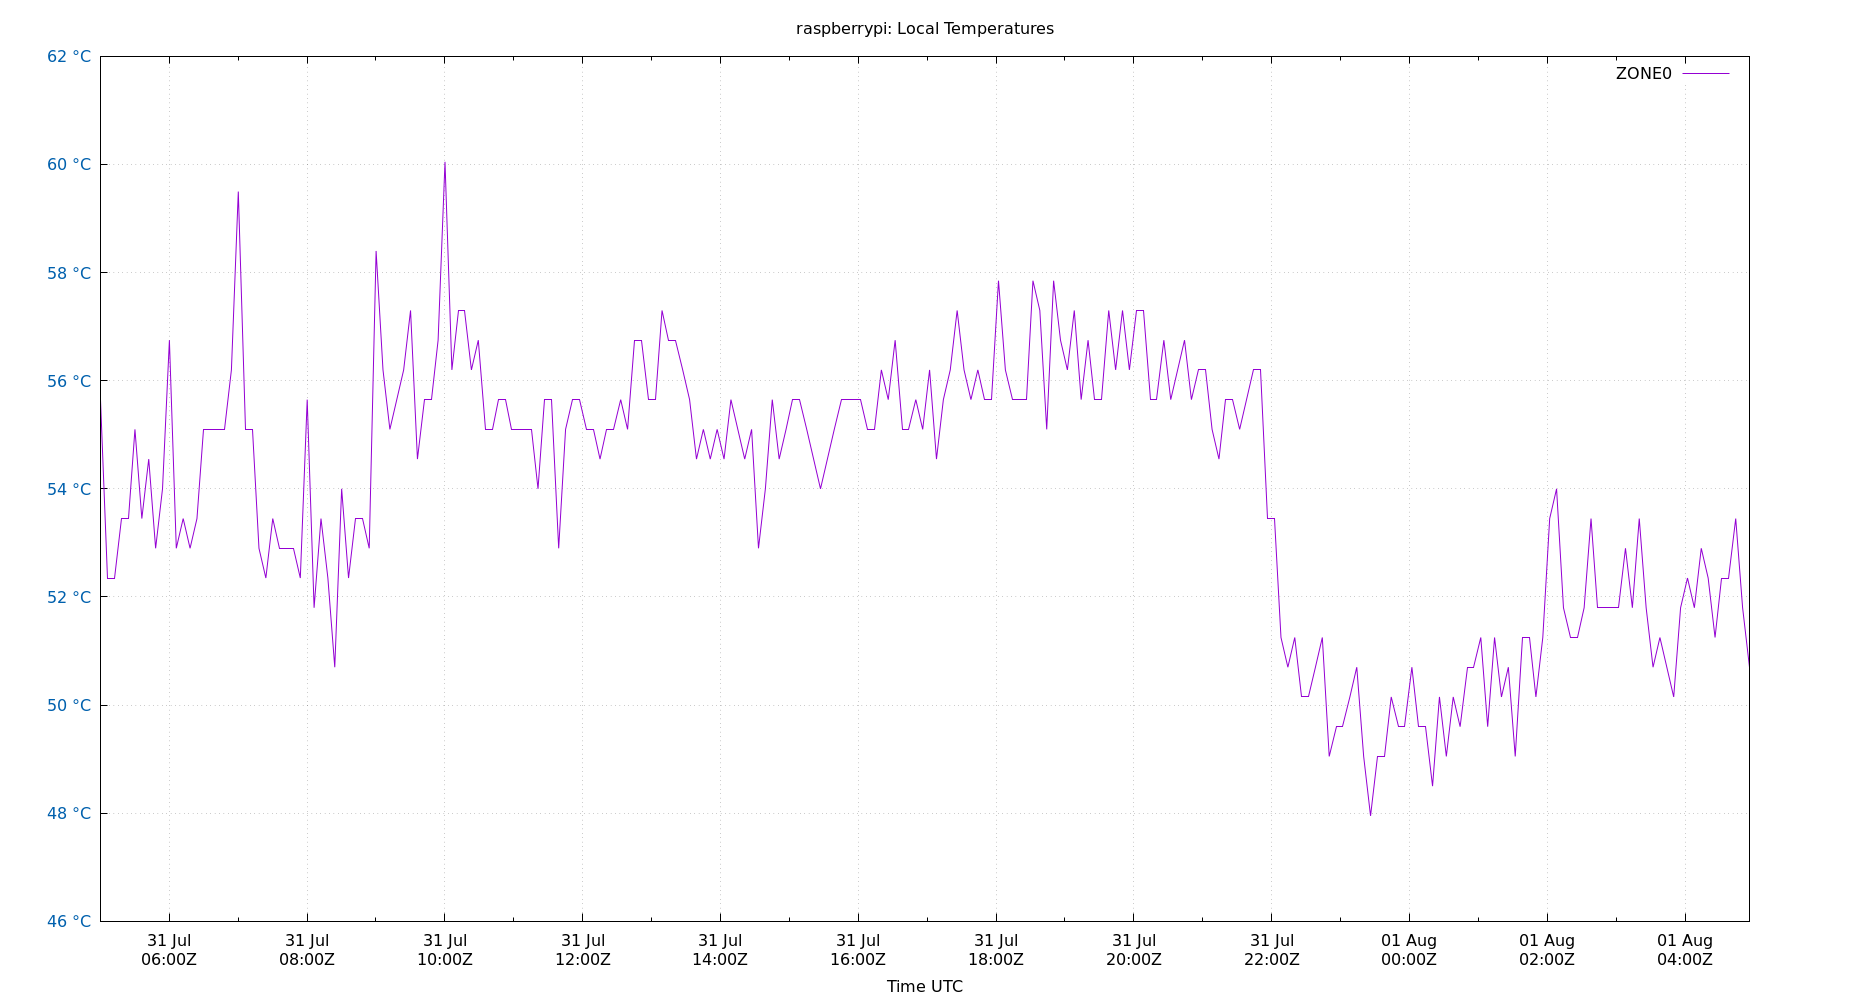 raspberrypi: Local Temperatures
62 °C
ZONE0
60 °C
58 °C
56 °C
54 °C
52 °C
50 °C
48 °C
46 °C
31 Jul 31 Jul 31 Jul 31 Jul 31 Jul 31 Jul 31 Jul 31 Jul 31 Jul 01 Aug 01 Aug 01 Aug
06:00Z 08:00Z 10:00Z 12:00Z 14:00Z 16:00Z 18:00Z 20:00Z 22:00Z 00:00Z 02:00Z 04:00Z
Time UTC